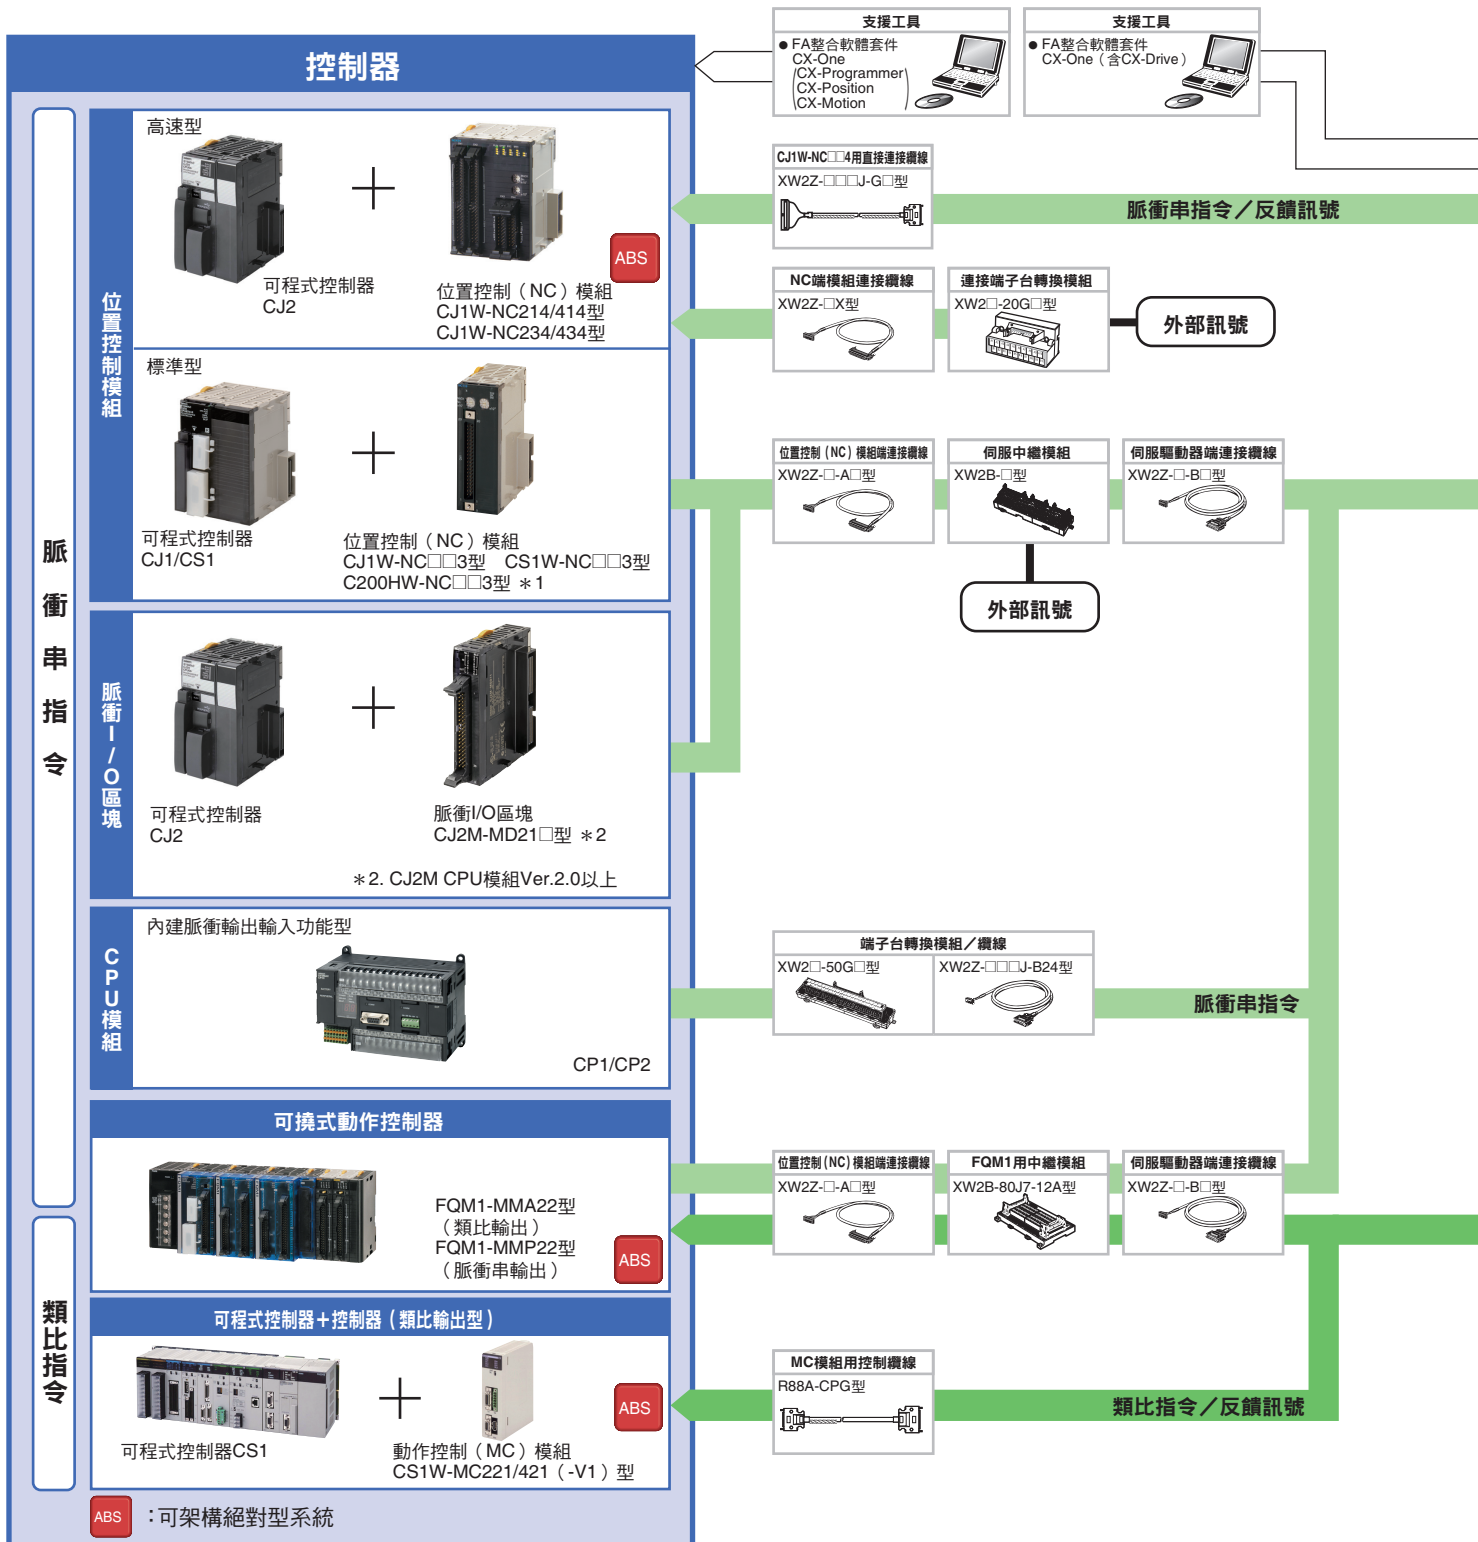 支援工具
● FA整合軟體套件
CX-One
(CX-Programmer
CX-Position
CX-Motion)
支援工具
● FA整合軟體套件
CX-One（含CX-Drive）
控制器
脈衝串指令
類比指令
位置控制模組
高速型
可程式控制器
CJ2
位置控制（NC）模組
CJ1W-NC214/414型
CJ1W-NC234/434型
ABS
CJ1W-NC□□4用直接連接纜線
XW2Z-□□□J-G□型
脈衝串指令／反饋訊號
NC端模組連接纜線
XW2Z-□X型
連接端子台轉換模組
XW2□-20G□型
外部訊號
標準型
可程式控制器
CJ1/CS1
位置控制（NC）模組
CJ1W-NC□□3型　CS1W-NC□□3型
C200HW-NC□□3型 ＊1
位置控制（NC）模組端連接纜線
XW2Z-□-A□型
伺服中繼模組
XW2B-□型
伺服驅動器端連接纜線
XW2Z-□-B□型
外部訊號
脈衝I/O區塊
可程式控制器
CJ2
脈衝I/O區塊
CJ2M-MD21□型 ＊2
＊2. CJ2M CPU模組Ver.2.0以上
CPU模組
內建脈衝輸出輸入功能型
CP1/CP2
端子台轉換模組／纜線
XW2□-50G□型
XW2Z-□□□J-B24型
脈衝串指令
可撓式動作控制器
FQM1-MMA22型
（類比輸出）
FQM1-MMP22型
（脈衝串輸出）
ABS
位置控制（NC）模組端連接纜線
XW2Z-□-A□型
FQM1用中繼模組
XW2B-80J7-12A型
伺服驅動器端連接纜線
XW2Z-□-B□型
可程式控制器＋控制器（類比輸出型）
可程式控制器CS1
動作控制（MC）模組
CS1W-MC221/421（-V1）型
ABS
MC模組用控制纜線
R88A-CPG型
類比指令／反饋訊號
ABS：可架構絕對型系統